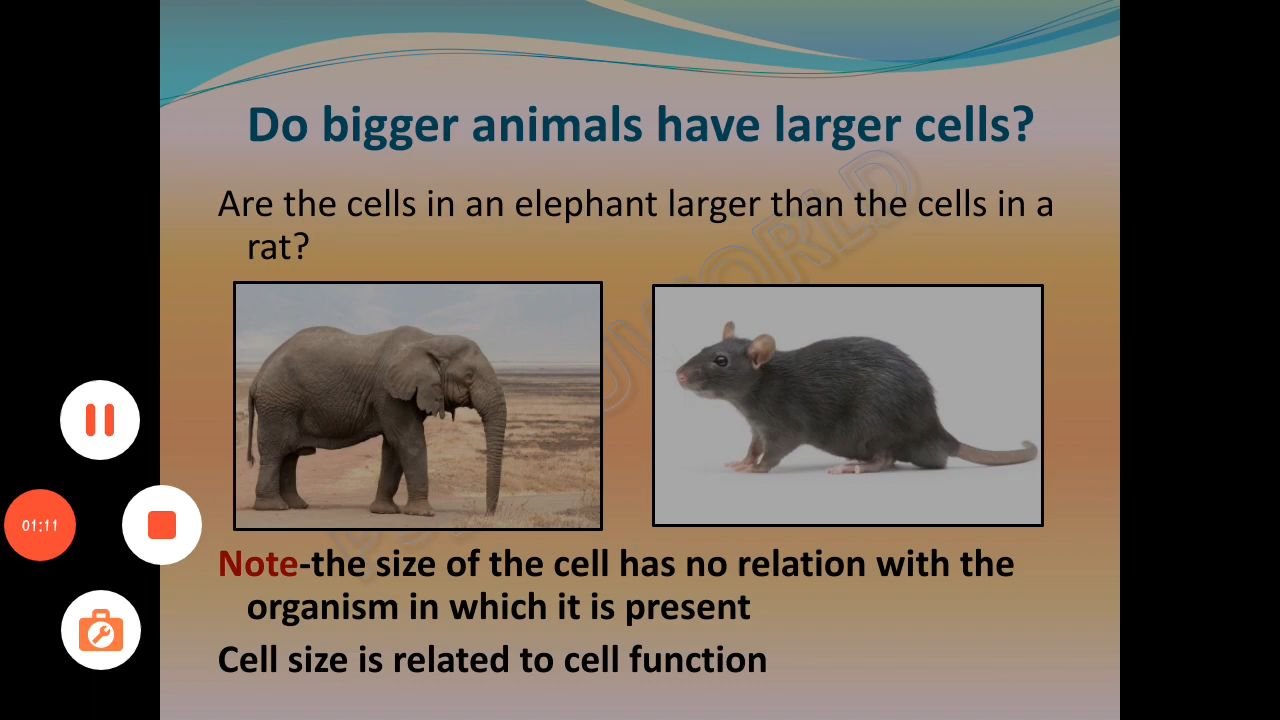 Do bigger animals have larger cells?
Are the cells in an elephant larger than the cells in a
rat?
Note-the size of the cell has no relation with the
organism in which it is present
Cell size is related to cell function
01:11